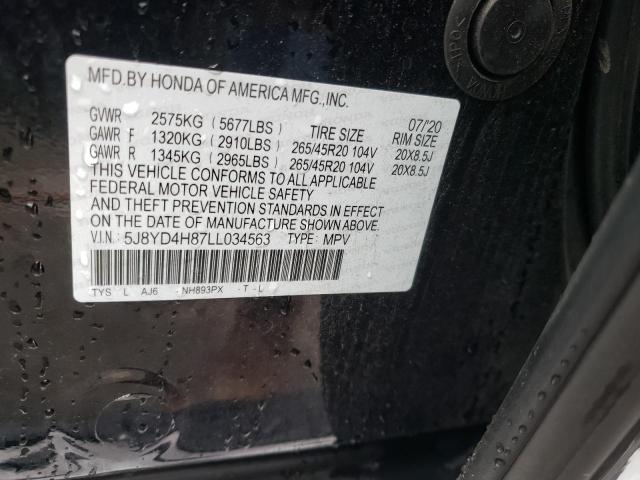 MFD.BY HONDA OF AMERICA MFG.,INC.
GVWR 2575KG (5677LBS) 07/'20
GAWR F 1320KG (2910LBS) TIRE SIZE RIM SIZE
GAWR R 1345KG (2965LBS) 265/45R20 104V 20X8.5J
265/45R20 104V 20X8.5J
THIS VEHICLE CONFORMS TO ALL APPLICABLE
FEDERAL MOTOR VEHICLE SAFETY
AND THEFT PREVENTION STANDARDS IN EFFECT
ON THE DATE OF MANUFACTURE SHOWN ABOVE.
V.I.N.: 5J8YD4H87LL034563 TYPE: MPV
TYS L AJ6 NH893PX -T-L